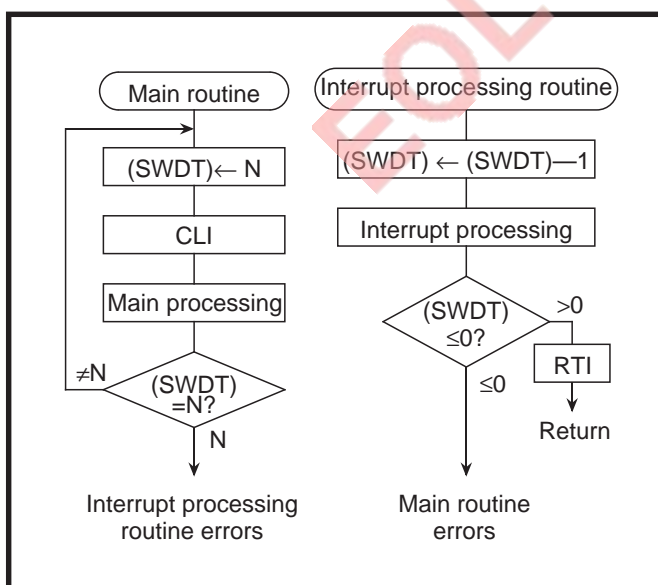 EOL
Main routine
(SWDT)← N
CLI
Main processing
≠N
(SWDT)
=N?
N
Interrupt processing
routine errors
Interrupt processing routine
(SWDT) ← (SWDT)—1
Interrupt processing
(SWDT)
≤0?
>0
RTI
Return
≤0
Main routine
errors